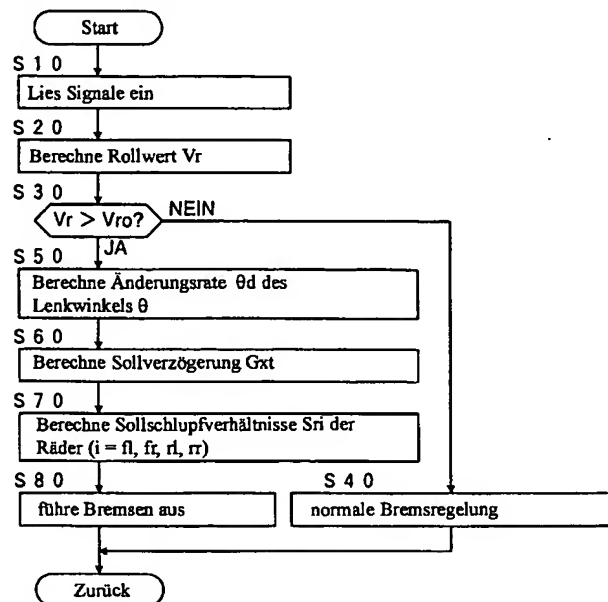 Start
S 1 0
Lies Signale ein
S 2 0
Berechne Rollwert Vr
S 3 0
Vr > Vro?
NEIN
JA
S 5 0
Berechne Änderungsrate θd des
Lenkwinkels θ
S 6 0
Berechne Sollverzögerung Gxt
S 7 0
Berechne Sollschlupfverhältnisse Sri der
Räder (i = fl, fr, rl, rr)
S 8 0
führe Bremsen aus
S 4 0
normale Bremsregelung
Zurück